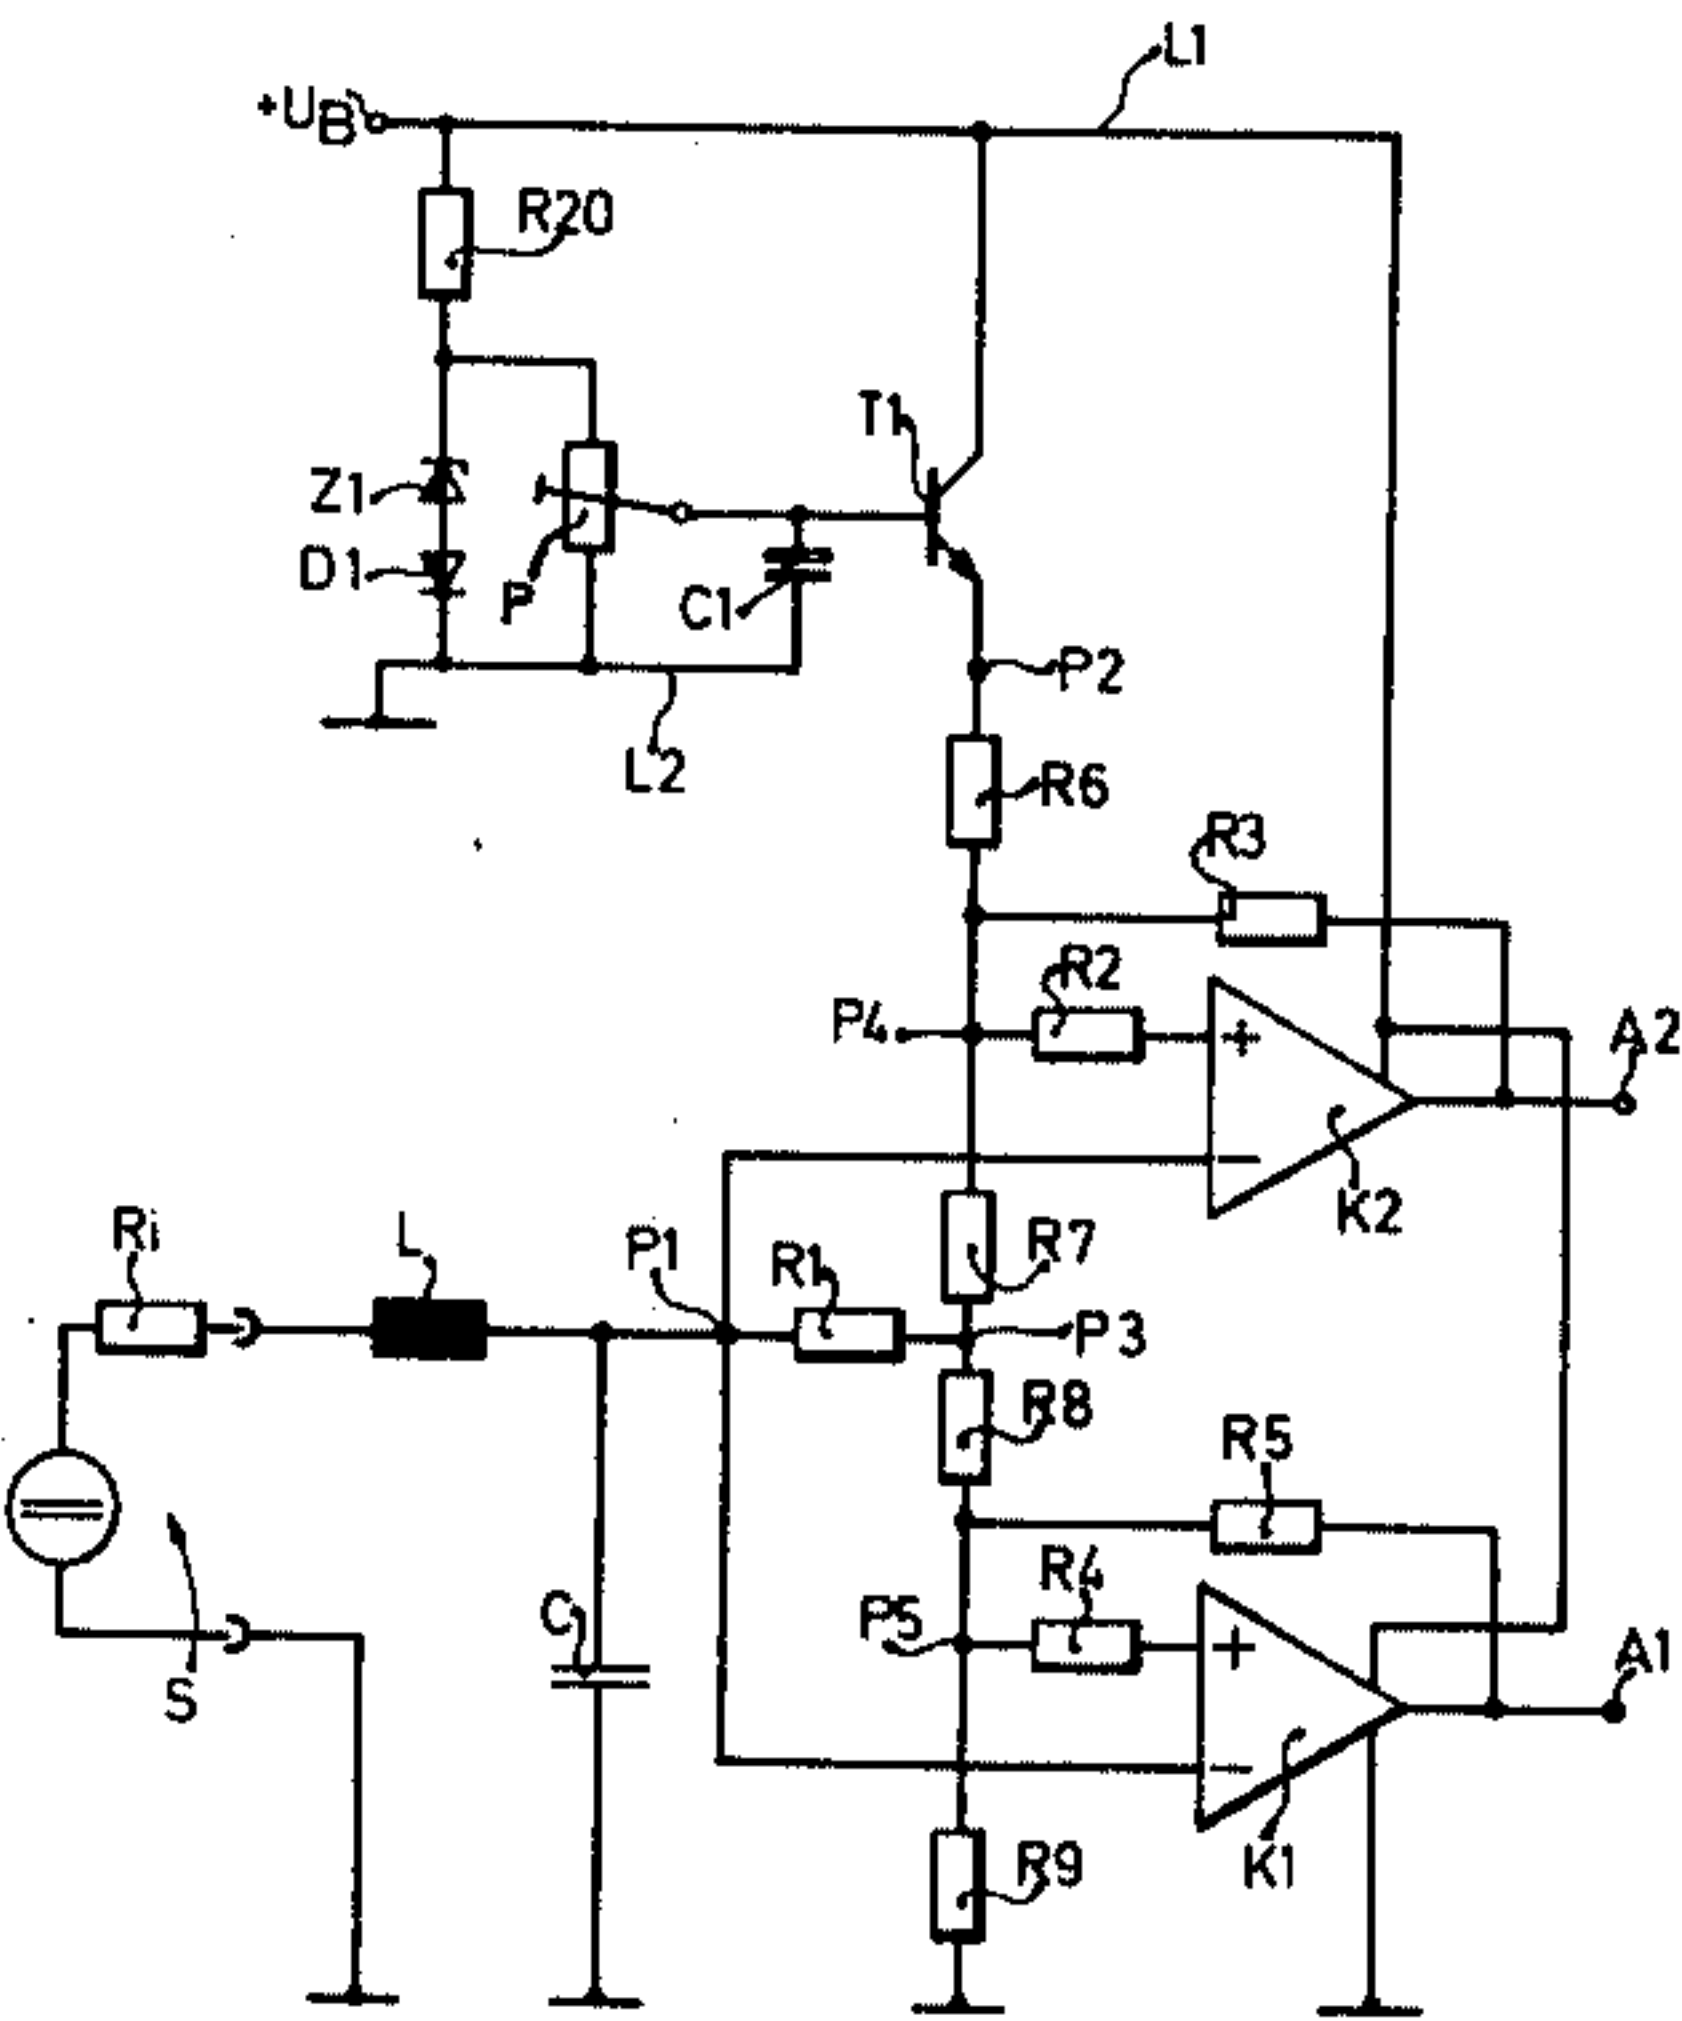 L1
+UB
R20
T1
Z1
D1
P
C1
P2
L2
R6
R3
R2
P4
A2
K2
Ri
L
P1
R1
R7
P3
R8
R5
R4
C
P5
A1
S
K1
R9
+
−
+
−